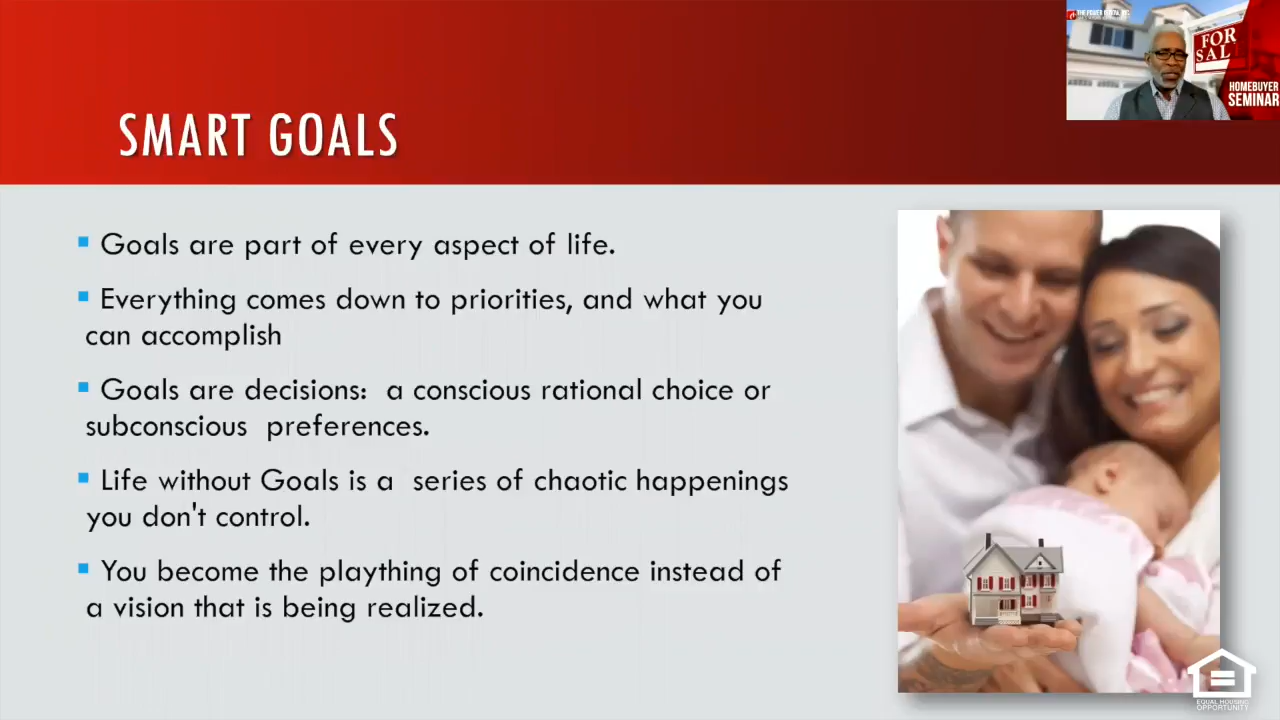 FOR
SAL
HOMEBUYER
SEMINAR
SMART GOALS
Goals are part of every aspect of life.
Everything comes down to priorities, and what you
can accomplish
Goals are decisions:  a conscious rational choice or
subconscious  preferences.
Life without Goals is a  series of chaotic happenings
you don't control.
You become the plaything of coincidence instead of
a vision that is being realized.
EQUAL HOUSING
OPPORTUNITY